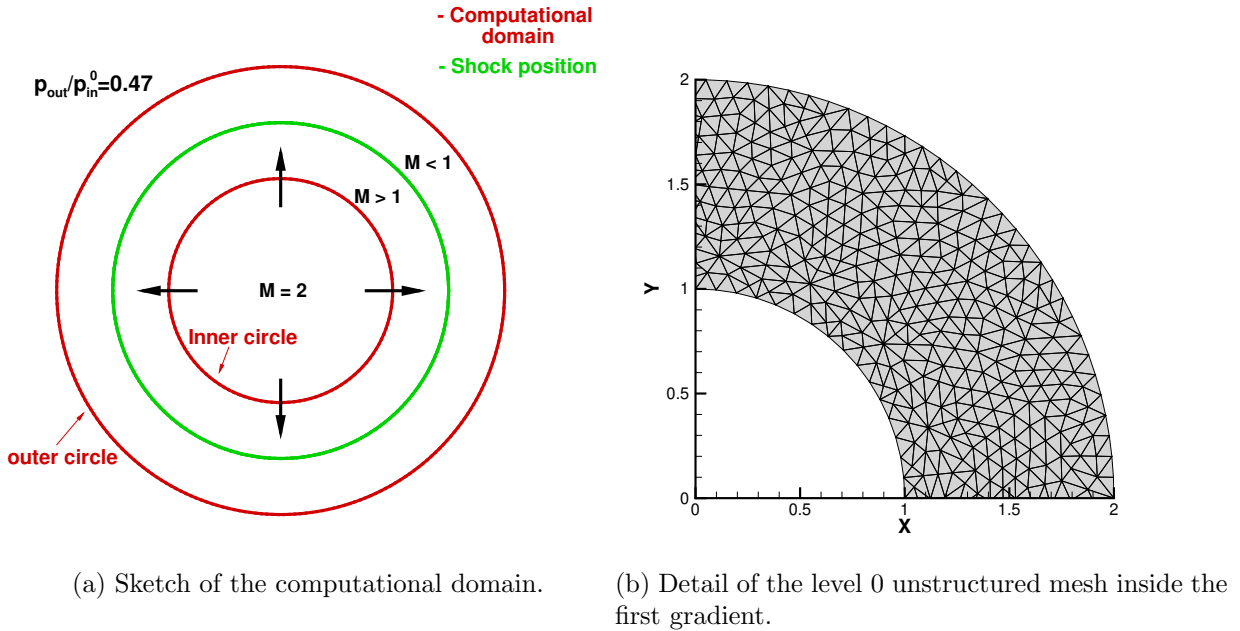 - Computational
domain
- Shock position
p_out/p_in^0=0.47
M < 1
M > 1
M = 2
Inner circle
outer circle
2
1.5
Y
1
0.5
0
0
0.5
1
1.5
2
X
(a) Sketch of the computational domain.
(b) Detail of the level 0 unstructured mesh inside the
first gradient.